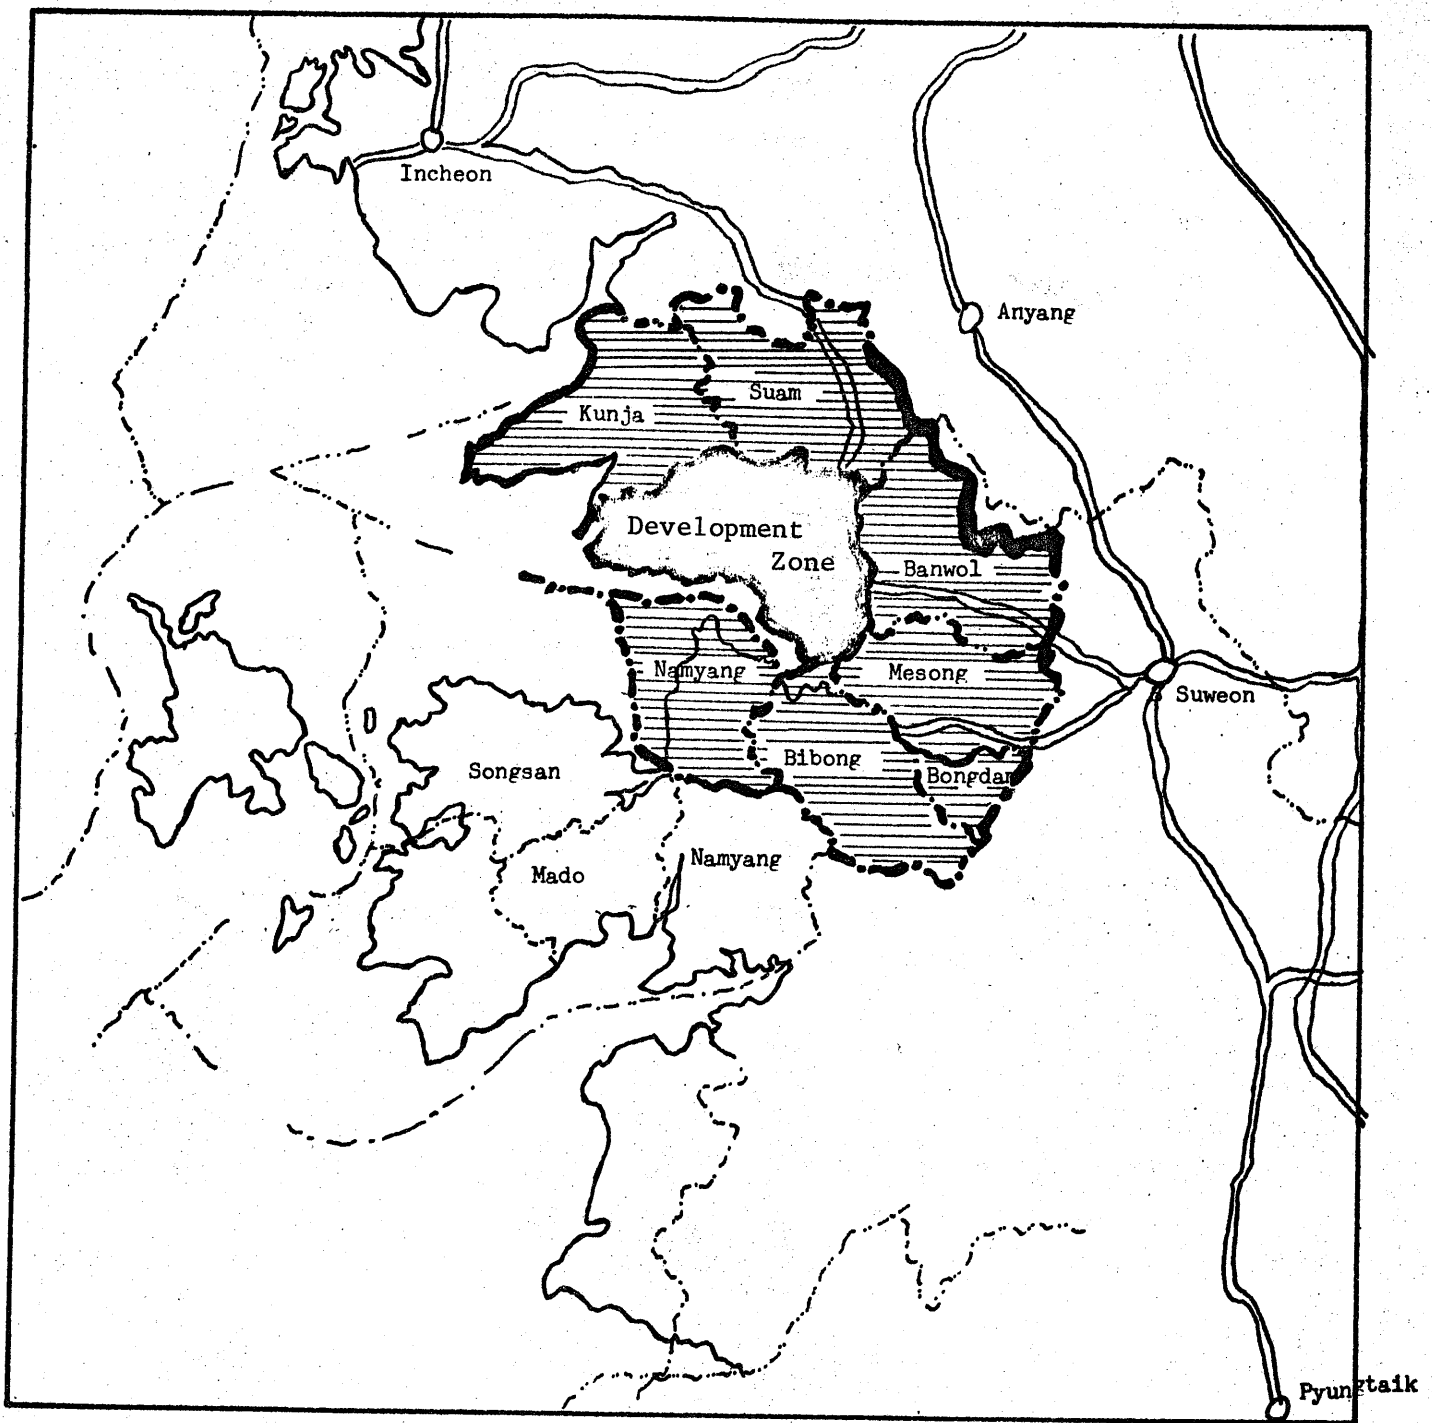 Incheon
Anyang
Suam
Kunja
Development
Zone
Banwol
Namyang
Mesong
Suweon
Bibong
Songsan
Bongdan
Namyang
Mado
Pyungtaik